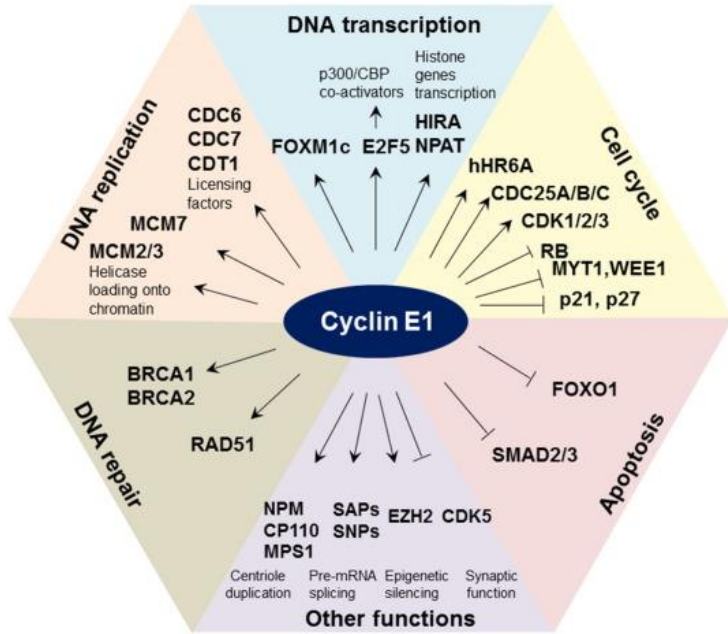 DNA transcription
p300/CBP
co-activators
Histone
genes
transcription
FOXM1c
E2F5
HIRA
NPAT
Cell cycle
hHR6A
CDC25A/B/C
CDK1/2/3
RB
MYT1,WEE1
p21, p27
DNA replication
CDC6
CDC7
CDT1
Licensing
factors
MCM7
MCM2/3
Helicase
loading onto
chromatin
Cyclin E1
DNA repair
BRCA1
BRCA2
RAD51
Apoptosis
FOXO1
SMAD2/3
NPM
CP110
MPS1
Centriole
duplication
SAPs
SNPs
Pre-mRNA
splicing
EZH2
Epigenetic
silencing
CDK5
Synaptic
function
Other functions